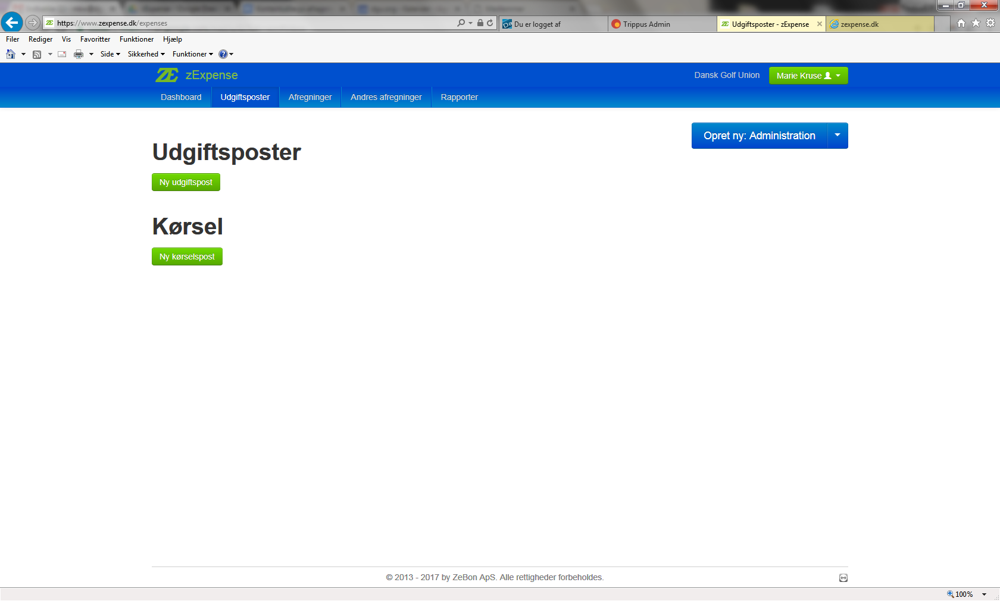 https://www.zexpense.dk/expenses
Du er logget af
Trippus Admin
Udgiftsposter - zExpense
zexpense.dk
Filer Rediger Vis Favoritter Funktioner Hjælp
Side Sikkerhed Funktioner
ZE zExpense
Dansk Golf Union
Marie Kruse
Dashboard Udgiftsposter Afregninger Andres afregninger Rapporter
Opret ny: Administration
Udgiftsposter
Ny udgiftspost
Kørsel
Ny kørselspost
© 2013 - 2017 by ZeBon ApS. Alle rettigheder forbeholdes.
100%